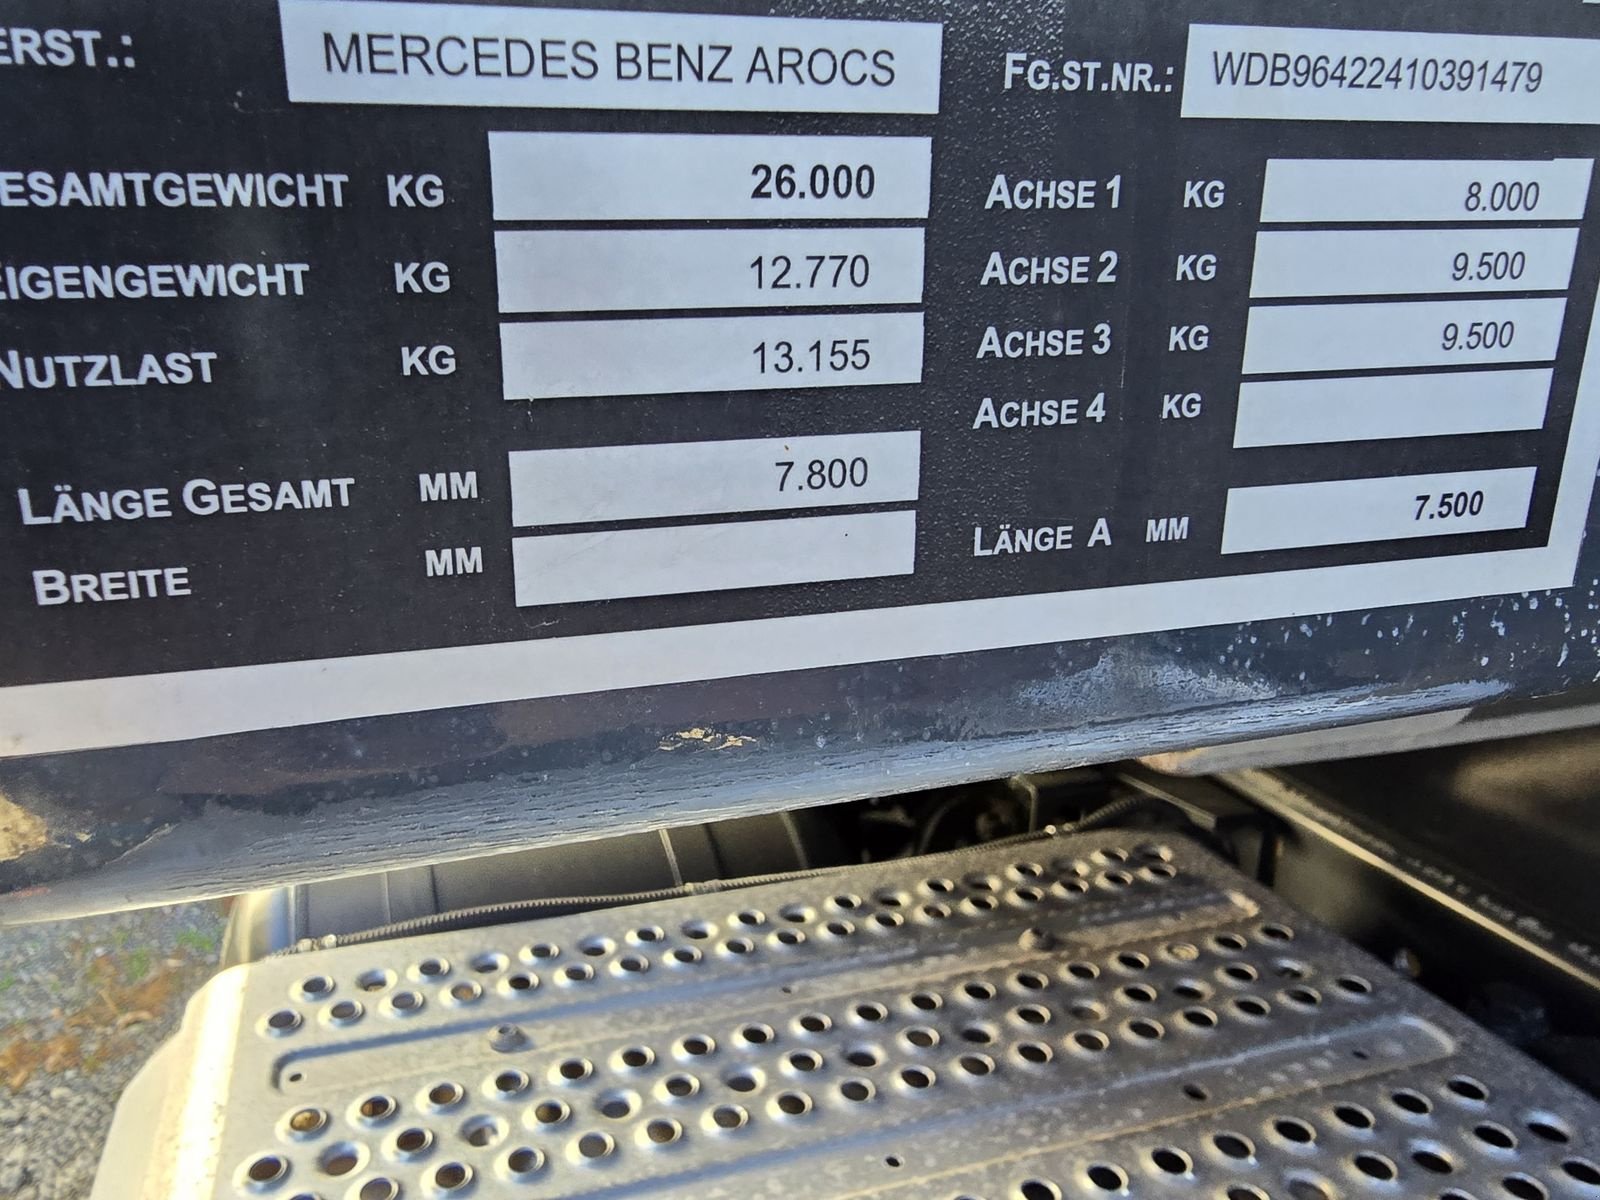 ERST.: MERCEDES BENZ AROCS FG.ST.NR.: WDB96422410391479
ESAMTGEWICHT KG 26.000 ACHSE 1 KG 8.000
EIGENGEWICHT KG 12.770 ACHSE 2 KG 9.500
NUTZLAST KG 13.155 ACHSE 3 KG 9.500
ACHSE 4 KG
LÄNGE GESAMT MM 7.800 LÄNGE A MM 7.500
BREITE MM